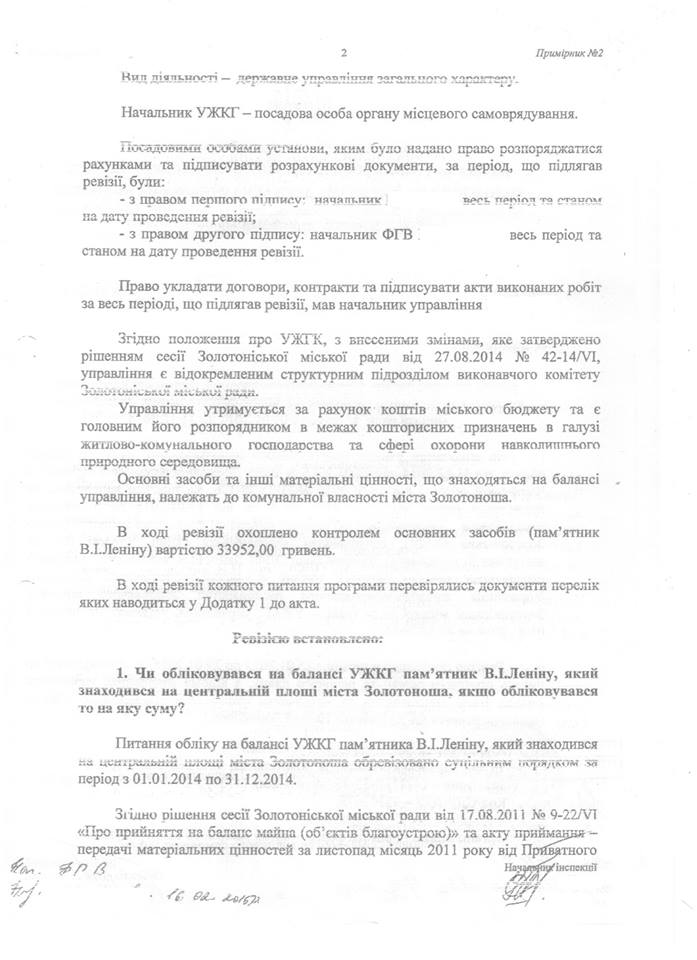 2
Примірник №2
Вид діяльності – державне управління загального характеру.
Начальник УЖКГ – посадова особа органу місцевого самоврядування.
Посадовими особами установи, яким було надано право розпоряджатися
рахунками та підписувати розрахункові документи, за період, що підлягав
ревізії, були:
- з правом першого підпису: начальник весь період та станом
на дату проведення ревізії;
- з правом другого підпису: начальник ФГВ весь період та
станом на дату проведення ревізії.
Право укладати договори, контракти та підписувати акти виконаних робіт
за весь періоді, що підлягав ревізії, мав начальник управління
Згідно положення про УЖГК, з внесеними змінами, яке затверджено
рішенням сесії Золотоніської міської ради від 27.08.2014 № 42-14/VI,
управління є відокремленим структурним підрозділом виконавчого комітету
Золотоніської міської ради.
Управління утримується за рахунок коштів міського бюджету та є
головним його розпорядником в межах кошторисних призначень в галузі
житлово-комунального господарства та сфері охорони навколишнього
природного середовища.
Основні засоби та інші матеріальні цінності, що знаходяться на балансі
управління, належать до комунальної власності міста Золотоноша.
В ході ревізії охоплено контролем основних засобів (пам’ятник
В.І.Леніну) вартістю 33952,00 гривень.
В ході ревізії кожного питання програми перевірялись документи перелік
яких наводиться у Додатку 1 до акта.
Ревізією встановлено:
1. Чи обліковувався на балансі УЖКГ пам’ятник В.І.Леніну, який
знаходився на центральній площі міста Золотоноша, якщо обліковувався
то на яку суму?
Питання обліку на балансі УЖКГ пам’ятника В.І.Леніну, який знаходився
на центральній площі міста Золотоноша обревізовано суцільним порядком за
період з 01.01.2014 по 31.12.2014.
Згідно рішення сесії Золотоніської міської ради від 17.08.2011 № 9-22/VI
«Про прийняття на баланс майна (об’єктів благоустрою)» та акту приймання –
передачі матеріальних цінностей за листопад місяць 2011 року від Приватного
Начальник інспекції
Нач. ФГВ
16.02.2015р